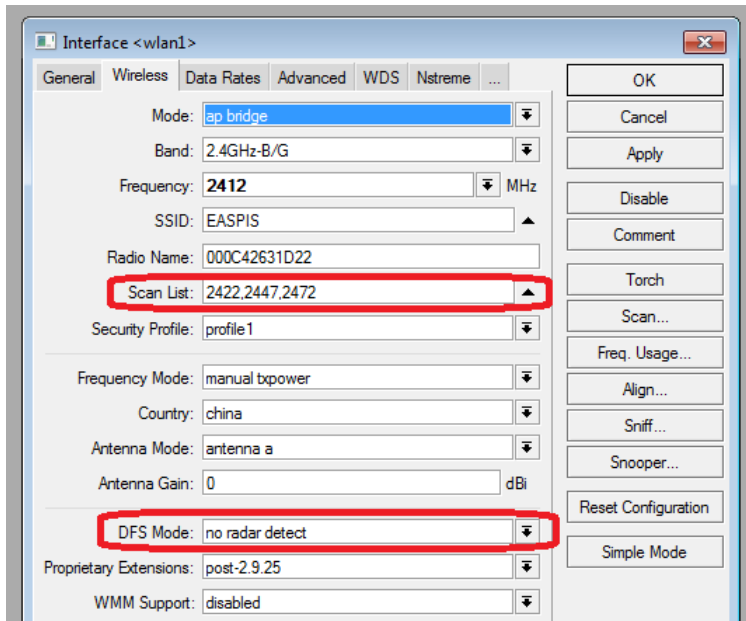 Interface <wlan1>
General Wireless Data Rates Advanced WDS Nstreme ...
Mode: ap bridge
Band: 2.4GHz-B/G
Frequency: 2412 MHz
SSID: EASPIS
Radio Name: 000C42631D22
Scan List: 2422,2447,2472
Security Profile: profile1
Frequency Mode: manual txpower
Country: china
Antenna Mode: antenna a
Antenna Gain: 0 dBi
DFS Mode: no radar detect
Proprietary Extensions: post-2.9.25
WMM Support: disabled
OK
Cancel
Apply
Disable
Comment
Torch
Scan...
Freq. Usage...
Align...
Sniff...
Snooper...
Reset Configuration
Simple Mode